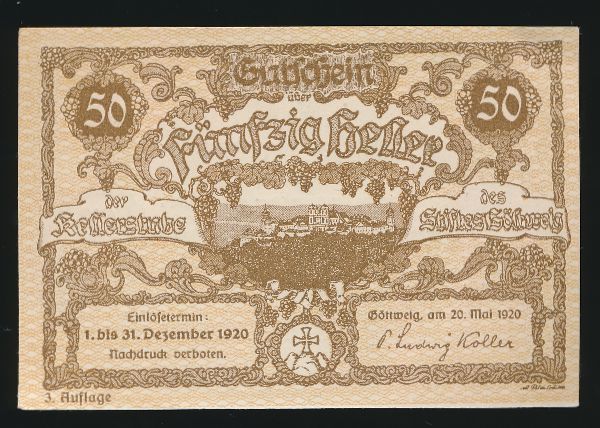 Gutschein
über
50
Fünfzig Heller
50
der
Kellerstube
des
Stiftes Göttweig
Einlösetermin:
1. bis 31. Dezember 1920
Nachdruck verboten.
Göttweig, am 20. Mai 1920
P. Ludwig Koller
3. Auflage